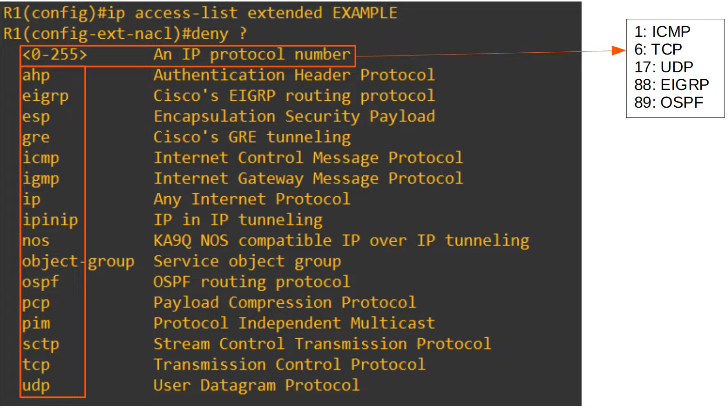 R1(config)#ip access-list extended EXAMPLE
R1(config-ext-nacl)#deny ?
<0-255> An IP protocol number
ahp Authentication Header Protocol
eigrp Cisco's EIGRP routing protocol
esp Encapsulation Security Payload
gre Cisco's GRE tunneling
icmp Internet Control Message Protocol
igmp Internet Gateway Message Protocol
ip Any Internet Protocol
ipinip IP in IP tunneling
nos KA9Q NOS compatible IP over IP tunneling
object-group Service object group
ospf OSPF routing protocol
pcp Payload Compression Protocol
pim Protocol Independent Multicast
sctp Stream Control Transmission Protocol
tcp Transmission Control Protocol
udp User Datagram Protocol
1: ICMP
6: TCP
17: UDP
88: EIGRP
89: OSPF